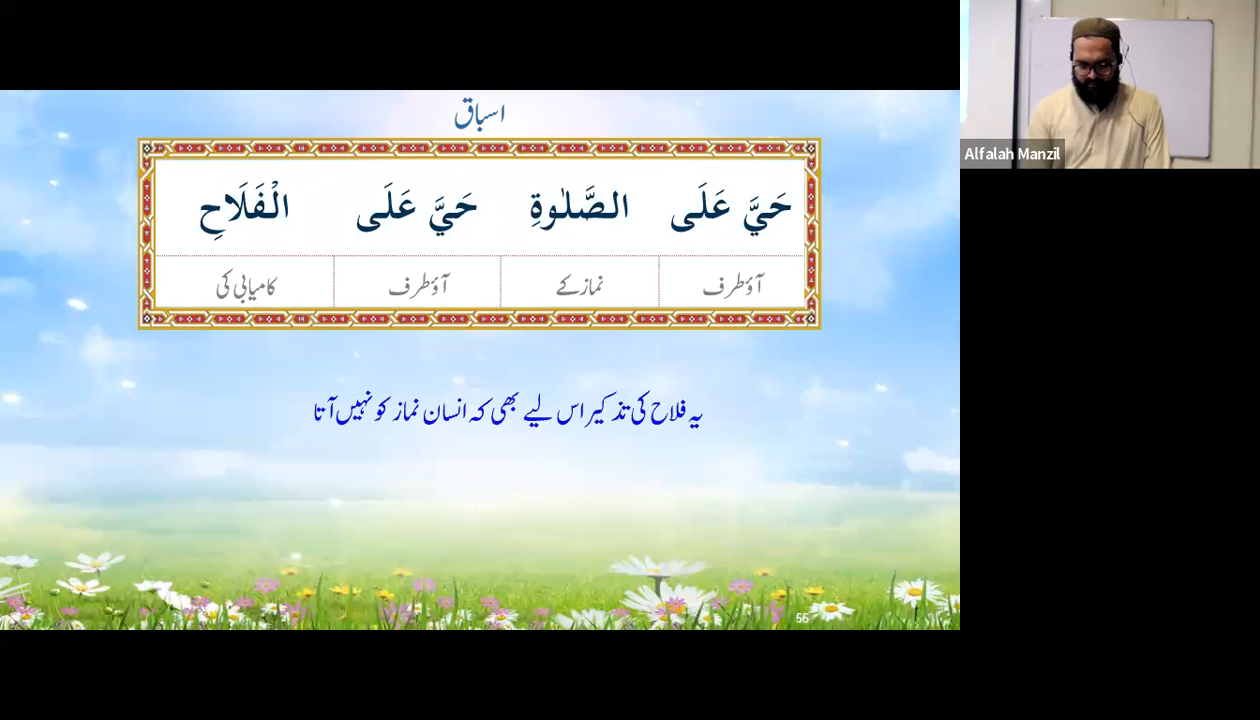 اسباق
حَيَّ عَلَى الصَّلٰوةِ حَيَّ عَلَى الْفَلَاحِ
آؤ طرف نماز کے آؤ طرف کامیابی کی
یہ فلاح کی تذکیر اس لیے بھی کہ انسان نماز کو نہیں آتا
55
Alfalah Manzil